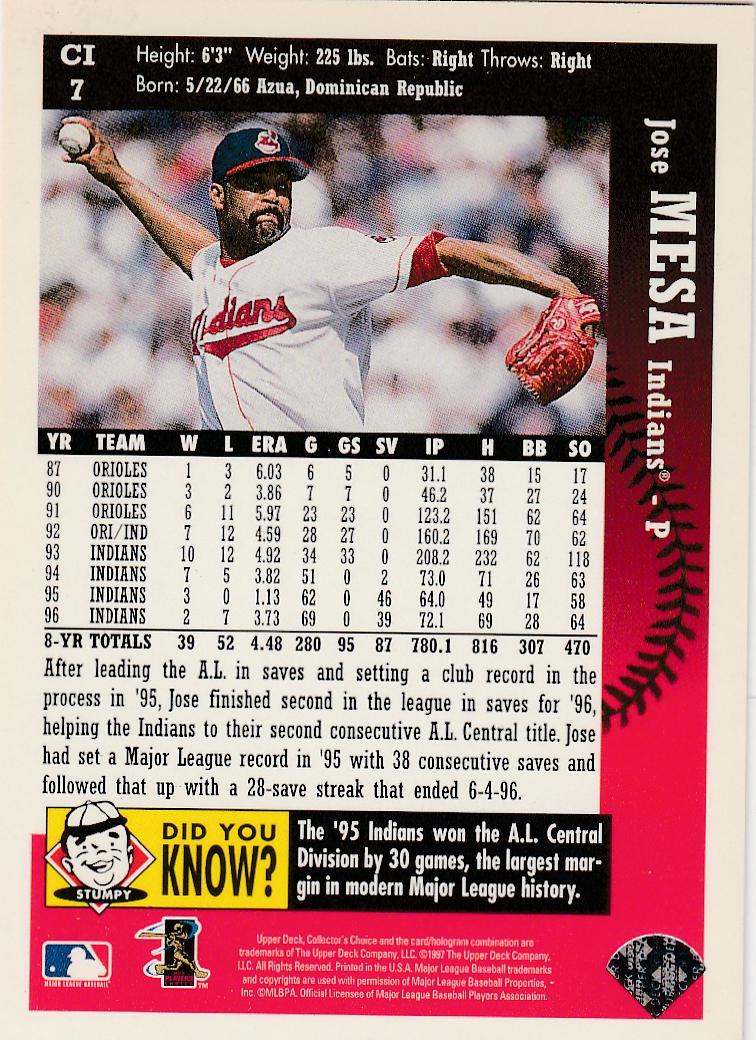 CI
7
Height: 6'3" Weight: 225 lbs. Bats: Right Throws: Right
Born: 5/22/66 Azua, Dominican Republic
Jose MESA Indians® - P
Indians
YR TEAM W L ERA G GS SV IP H BB SO
87 ORIOLES 1 3 6.03 6 5 0 31.1 38 15 17
90 ORIOLES 3 2 3.86 7 7 0 46.2 37 27 24
91 ORIOLES 6 11 5.97 23 23 0 123.2 151 62 64
92 ORI/IND 7 12 4.59 28 27 0 160.2 169 70 62
93 INDIANS 10 12 4.92 34 33 0 208.2 232 62 118
94 INDIANS 7 5 3.82 51 0 2 73.0 71 26 63
95 INDIANS 3 0 1.13 62 0 46 64.0 49 17 58
96 INDIANS 2 7 3.73 69 0 39 72.1 69 28 64
8-YR TOTALS 39 52 4.48 280 95 87 780.1 816 307 470
After leading the A.L. in saves and setting a club record in the
process in '95, Jose finished second in the league in saves for '96,
helping the Indians to their second consecutive A.L. Central title. Jose
had set a Major League record in '95 with 38 consecutive saves and
followed that up with a 28-save streak that ended 6-4-96.
STUMPY
DID YOU
KNOW?
The '95 Indians won the A.L. Central
Division by 30 games, the largest mar-
gin in modern Major League history.
MAJOR LEAGUE BASEBALL
TM
Upper Deck, Collector's Choice and the card/hologram combination are
trademarks of The Upper Deck Company, LLC. ©1997 The Upper Deck Company,
LLC. All Rights Reserved. Printed in the U.S.A. Major League Baseball trademarks
and copyrights are used with permission of Major League Baseball Properties, -
Inc. ©MLBPA. Official Licensee of Major League Baseball Players Association.